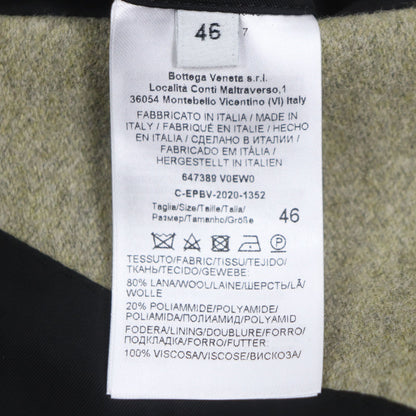 46
7
Bottega Veneta s.r.l.
Località Conti Maltraverso,1
36054 Montebello Vicentino (VI) Italy
FABBRICATO IN ITALIA / MADE IN
ITALY / FABRIQUÉ EN ITALIE / HECHO
EN ITALIA / СДЕЛАНО В ИТАЛИИ /
FABRICADO EM ITÁLIA /
HERGESTELLT IN ITALIEN
647389 V0EW0
C-EPBV-2020-1352
Taglia/Size/Taille/Talla/
Размер/Tamanho/Größe 46
TESSUTO/FABRIC/TISSU/TEJIDO
/ТКАНЬ/TECIDO/GEWEBE:
80% LANA/WOOL/LAINE/ШЕРСТЬ/LÃ/
WOLLE
20% POLIAMMIDE/POLYAMIDE/
POLIAMIDA/ПОЛИАМИД/POLYAMID
FODERA/LINING/DOUBLURE/FORRO/
ПОДКЛАДКА/FORRO/FUTTER:
100% VISCOSA/VISCOSE/ВИСКОЗА/